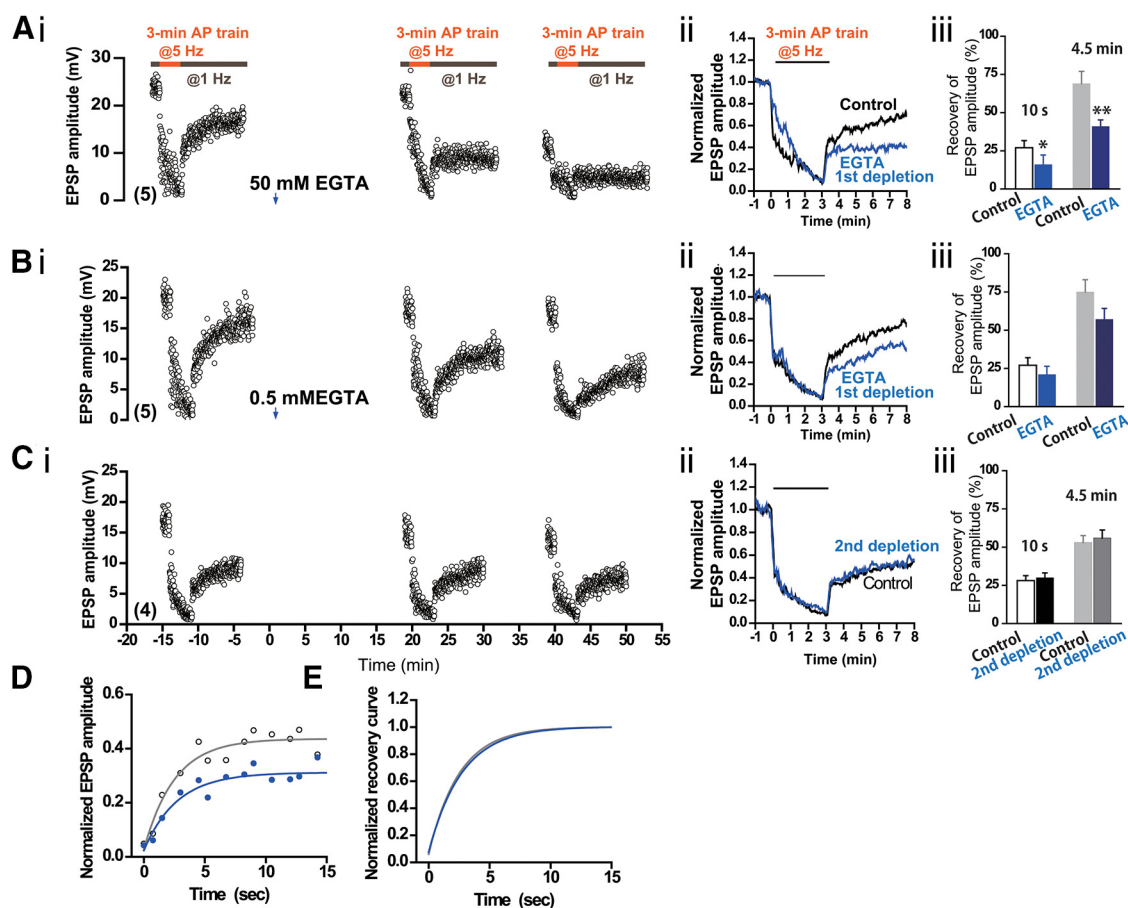 A i
3-min AP train
@5 Hz
@1 Hz
3-min AP train
@5 Hz
@1 Hz
3-min AP train
@5 Hz
@1 Hz
EPSP amplitude (mV)
30
20
10
0
(5)
50 mM EGTA
ii
3-min AP train
@5 Hz
Normalized
EPSP amplitude
1.4
1.2
1.0
0.8
0.6
0.4
0.2
0.0
Control
EGTA
1st depletion
-1 0 1 2 3 4 5 6 7 8
Time (min)
iii
Recovery of
EPSP amplitude (%)
100
75
50
25
0
10 s
4.5 min
*
**
Control
EGTA
Control
EGTA
B i
EPSP amplitude (mV)
25
20
15
10
5
0
(5)
0.5 mMEGTA
ii
Normalized
EPSP amplitude
1.4
1.2
1.0
0.8
0.6
0.4
0.2
0.0
EGTA
1st depletion
-1 0 1 2 3 4 5 6 7 8
Time (min)
iii
Recovery of
EPSP amplitude (%)
100
75
50
25
0
Control
EGTA
Control
EGTA
C i
EPSP amplitude (mV)
25
20
15
10
5
0
(4)
-20 -15 -10 -5 0 5 10 15 20 25 30 35 40 45 50 55
Time (min)
ii
Normalized
EPSP amplitude
1.4
1.2
1.0
0.8
0.6
0.4
0.2
0.0
2nd depletion
Control
-1 0 1 2 3 4 5 6 7 8
Time (min)
iii
Recovery of
EPSP amplitude (%)
100
75
50
25
0
10 s
4.5 min
Control
2nd depletion
Control
2nd depletion
D
Normalized EPSP amplitude
0.6
0.4
0.2
0.0
0 5 10 15
Time (sec)
E
Normalized recovery curve
1.2
1.0
0.8
0.6
0.4
0.2
0.0
0 5 10 15
Time (sec)